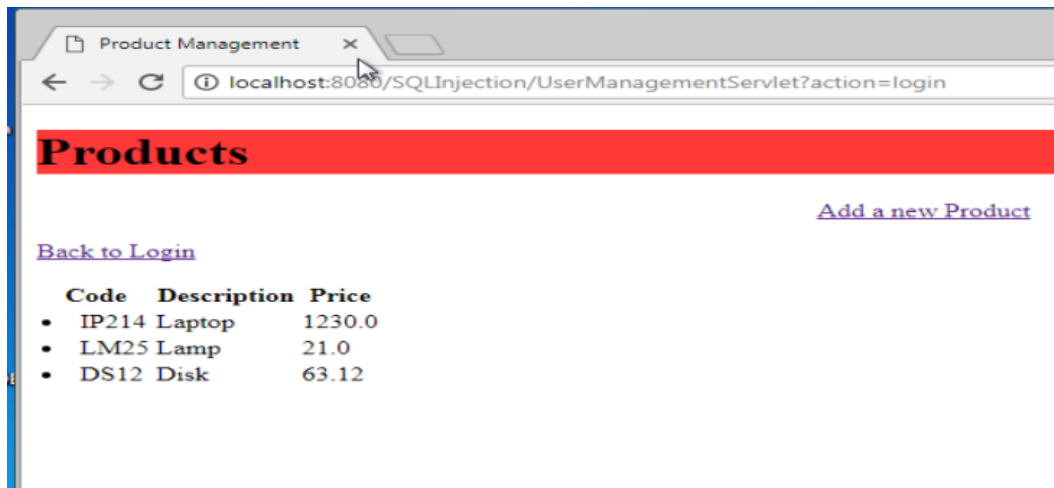 Product Management
localhost:8080/SQLInjection/UserManagementServlet?action=login
Products
Add a new Product
Back to Login
Code Description Price
IP214 Laptop 1230.0
LM25 Lamp 21.0
DS12 Disk 63.12